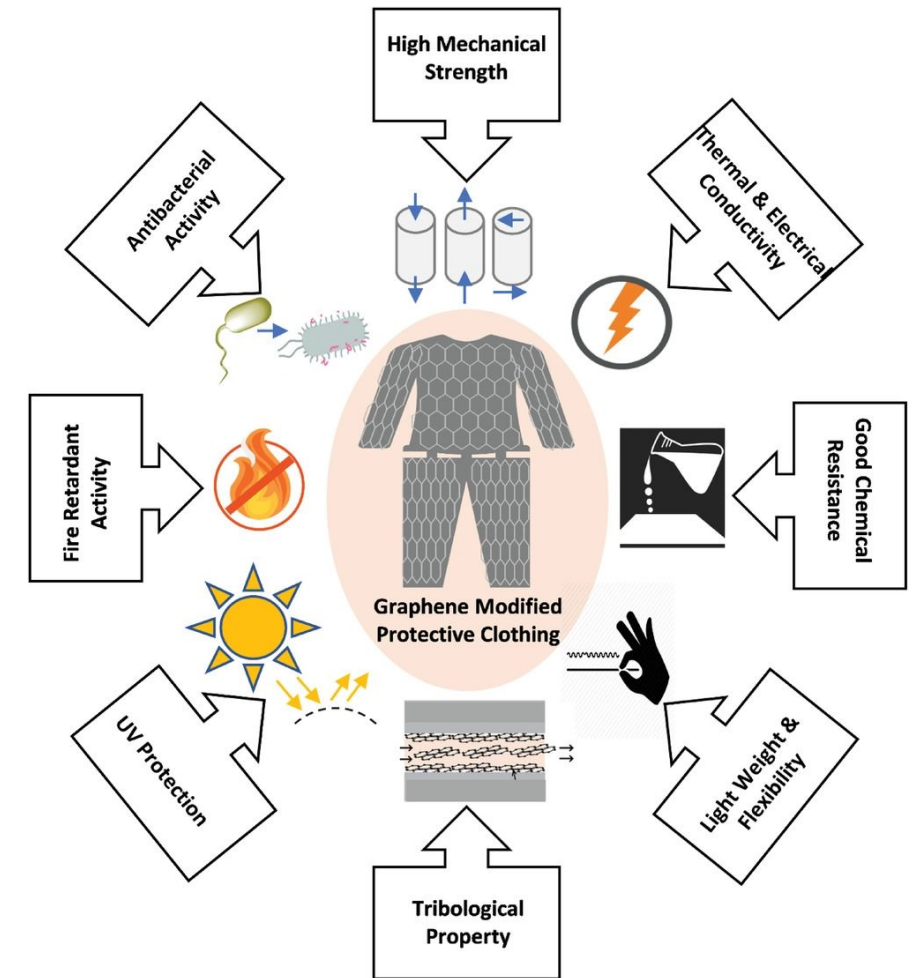 High Mechanical
Strength
Thermal & Electrical
Conductivity
Antibacterial
Activity
Fire Retardant
Activity
Good Chemical
Resistance
Graphene Modified
Protective Clothing
UV Protection
Light Weight &
Flexibility
Tribological
Property